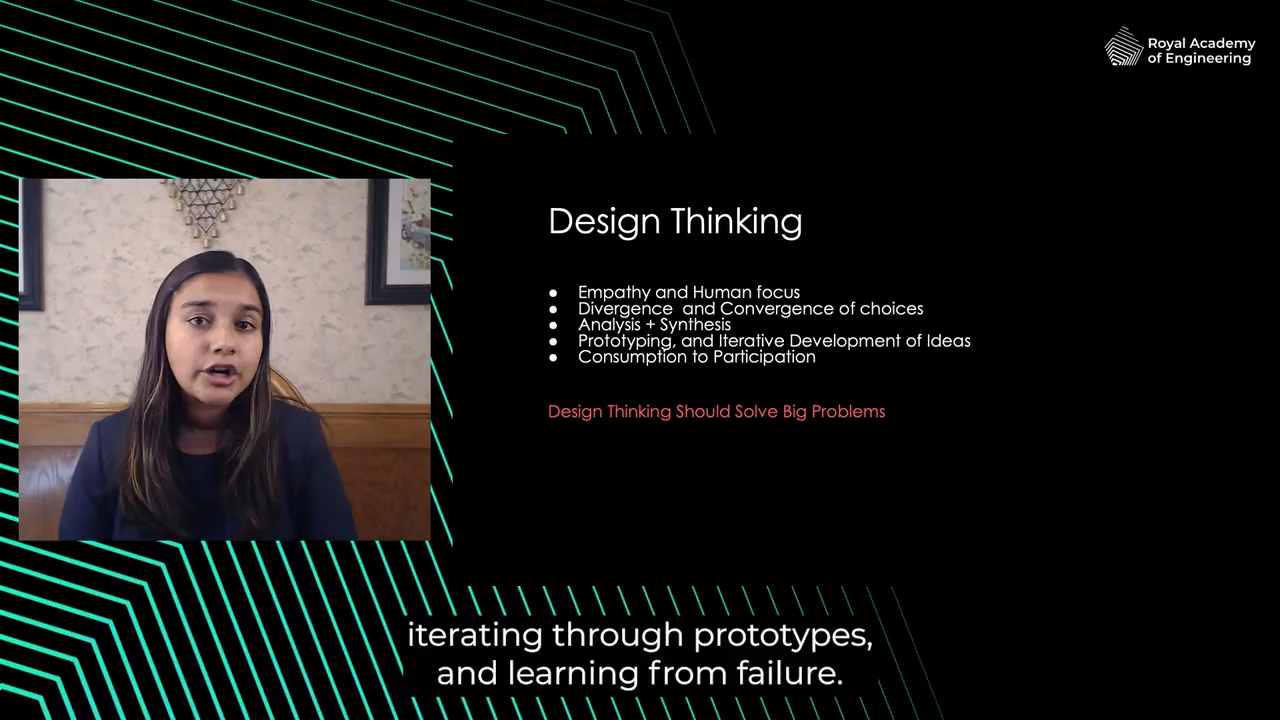 Royal Academy
of Engineering
Design Thinking
● Empathy and Human focus
● Divergence  and Convergence of choices
● Analysis + Synthesis
● Prototyping, and Iterative Development of Ideas
● Consumption to Participation
Design Thinking Should Solve Big Problems
iterating through prototypes,
and learning from failure.